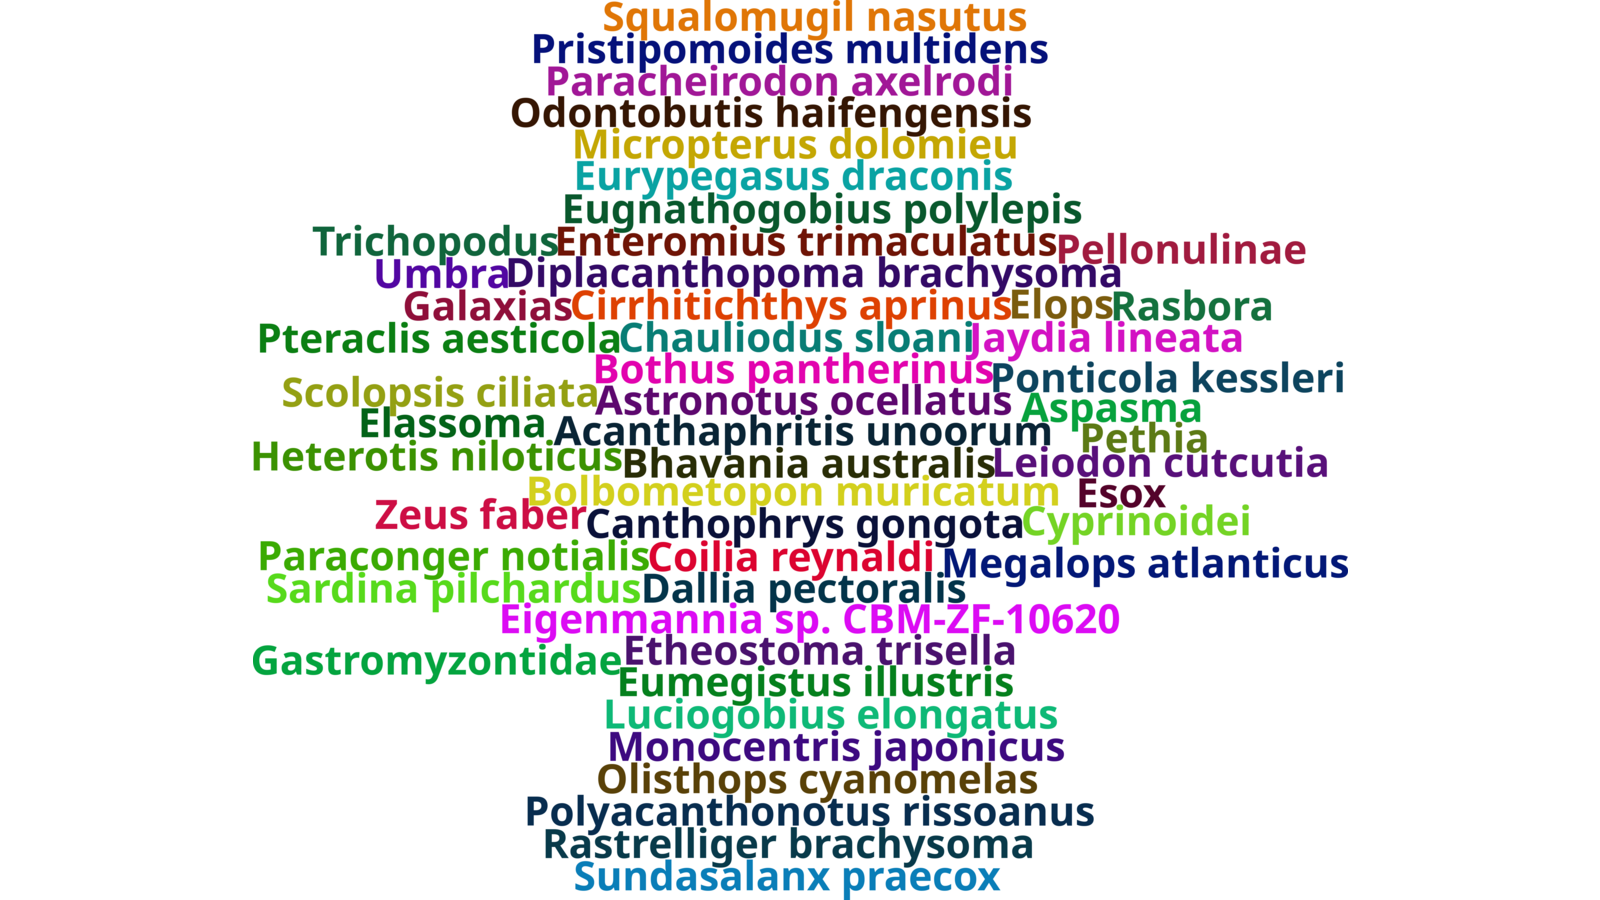 Squalomugil nasutus
Pristipomoides multidens
Paracheirodon axelrodi
Odontobutis haifengensis
Micropterus dolomieu
Eurypegasus draconis
Eugnathogobius polylepis
Trichopodus Enteromius trimaculatus Pellonulinae
Umbra Diplacanthopoma brachysoma
Galaxias Cirrhitichthys aprinus Elops Rasbora
Pteraclis aesticola Chauliodus sloani Jaydia lineata
Bothus pantherinus Ponticola kessleri
Scolopsis ciliata Astronotus ocellatus Aspasma
Elassoma Acanthaphritis unoorum Pethia
Heterotis niloticus Bhavania australis Leiodon cutcutia
Bolbometopon muricatum Esox
Zeus faber Canthophrys gongota Cyprinoidei
Paraconger notialis Coilia reynaldi Megalops atlanticus
Sardina pilchardus Dallia pectoralis
Eigenmannia sp. CBM-ZF-10620
Gastromyzontidae Etheostoma trisella
Eumegistus illustris
Luciogobius elongatus
Monocentris japonicus
Olisthops cyanomelas
Polyacanthonotus rissoanus
Rastrelliger brachysoma
Sundasalanx praecox